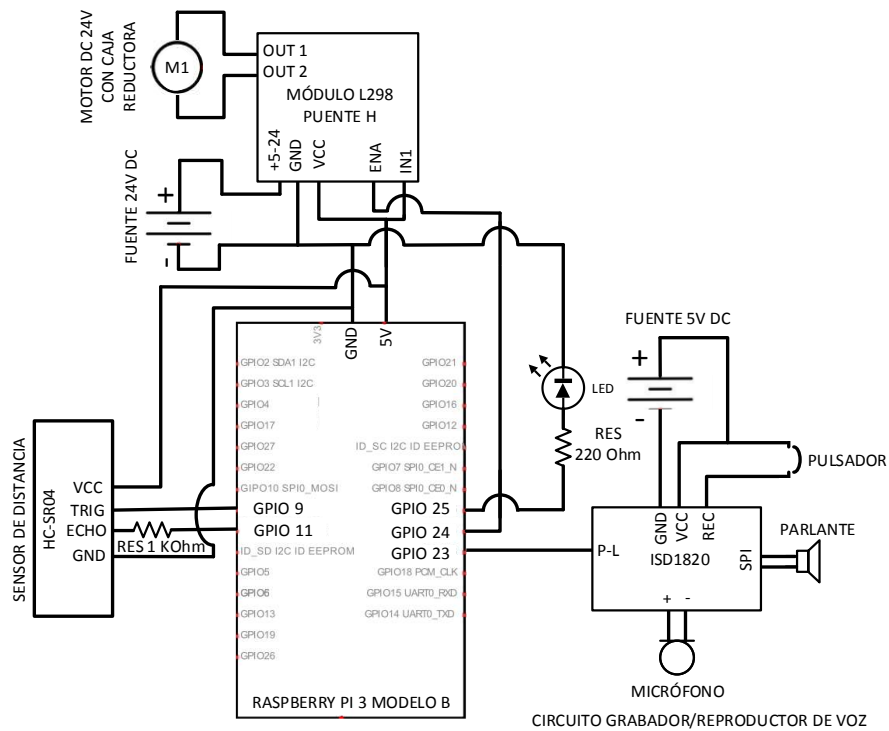 MOTOR DC 24V
CON CAJA
REDUCTORA
M1
OUT 1
OUT 2
MÓDULO L298
PUENTE H
+5-24
GND
VCC
ENA
IN1
FUENTE 24V DC
+
-
3V3
GND
5V
GPIO2 SDA1 I2C
GPIO3 SCL1 I2C
GPIO4
GPIO17
GPIO27
GPIO22
GIPO10 SPI0_MOSI
GPIO 9
GPIO 11
ID_SD I2C ID EEPROM
GPIO5
GPIO6
GPIO13
GPIO19
GPIO26
GPIO21
GPIO20
GPIO16
GPIO12
ID_SC I2C ID EEPROM
GPIO7 SPI0_CE1_N
GPIO8 SPI0_CE0_N
GPIO 25
GPIO 24
GPIO 23
GPIO18 PCM_CLK
GPIO15 UART0_RXD
GPIO14 UART0_TXD
RASPBERRY PI 3 MODELO B
SENSOR DE DISTANCIA
HC-SR04
VCC
TRIG
ECHO
GND
RES 1 KOhm
LED
RES
220 Ohm
FUENTE 5V DC
+
-
PULSADOR
GND
VCC
REC
P-L
ISD1820
SPI
+
-
PARLANTE
MICRÓFONO
CIRCUITO GRABADOR/REPRODUCTOR DE VOZ